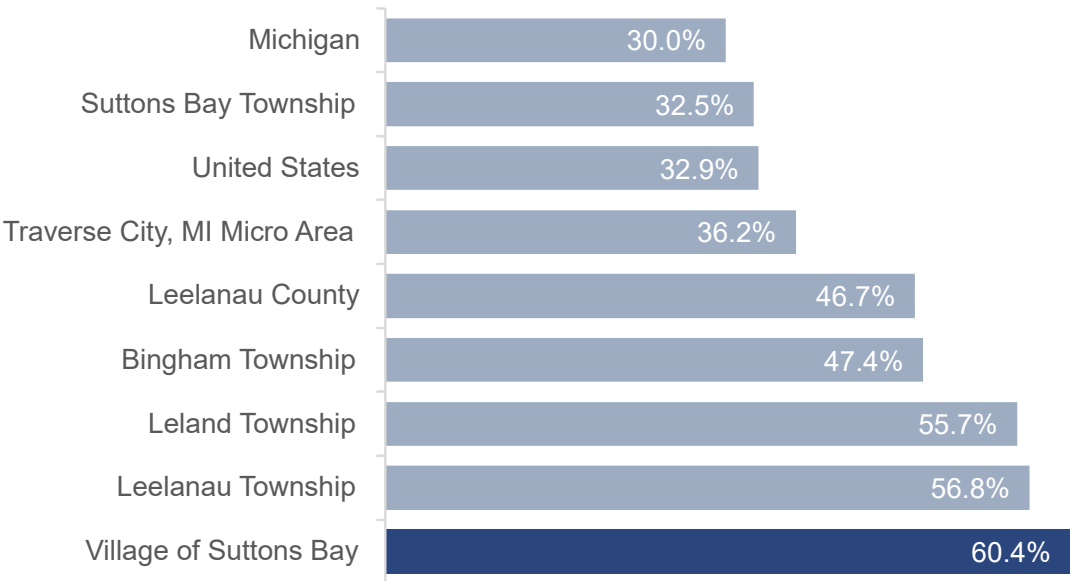 Michigan 30.0%
Suttons Bay Township 32.5%
United States 32.9%
Traverse City, MI Micro Area 36.2%
Leelanau County 46.7%
Bingham Township 47.4%
Leland Township 55.7%
Leelanau Township 56.8%
Village of Suttons Bay 60.4%